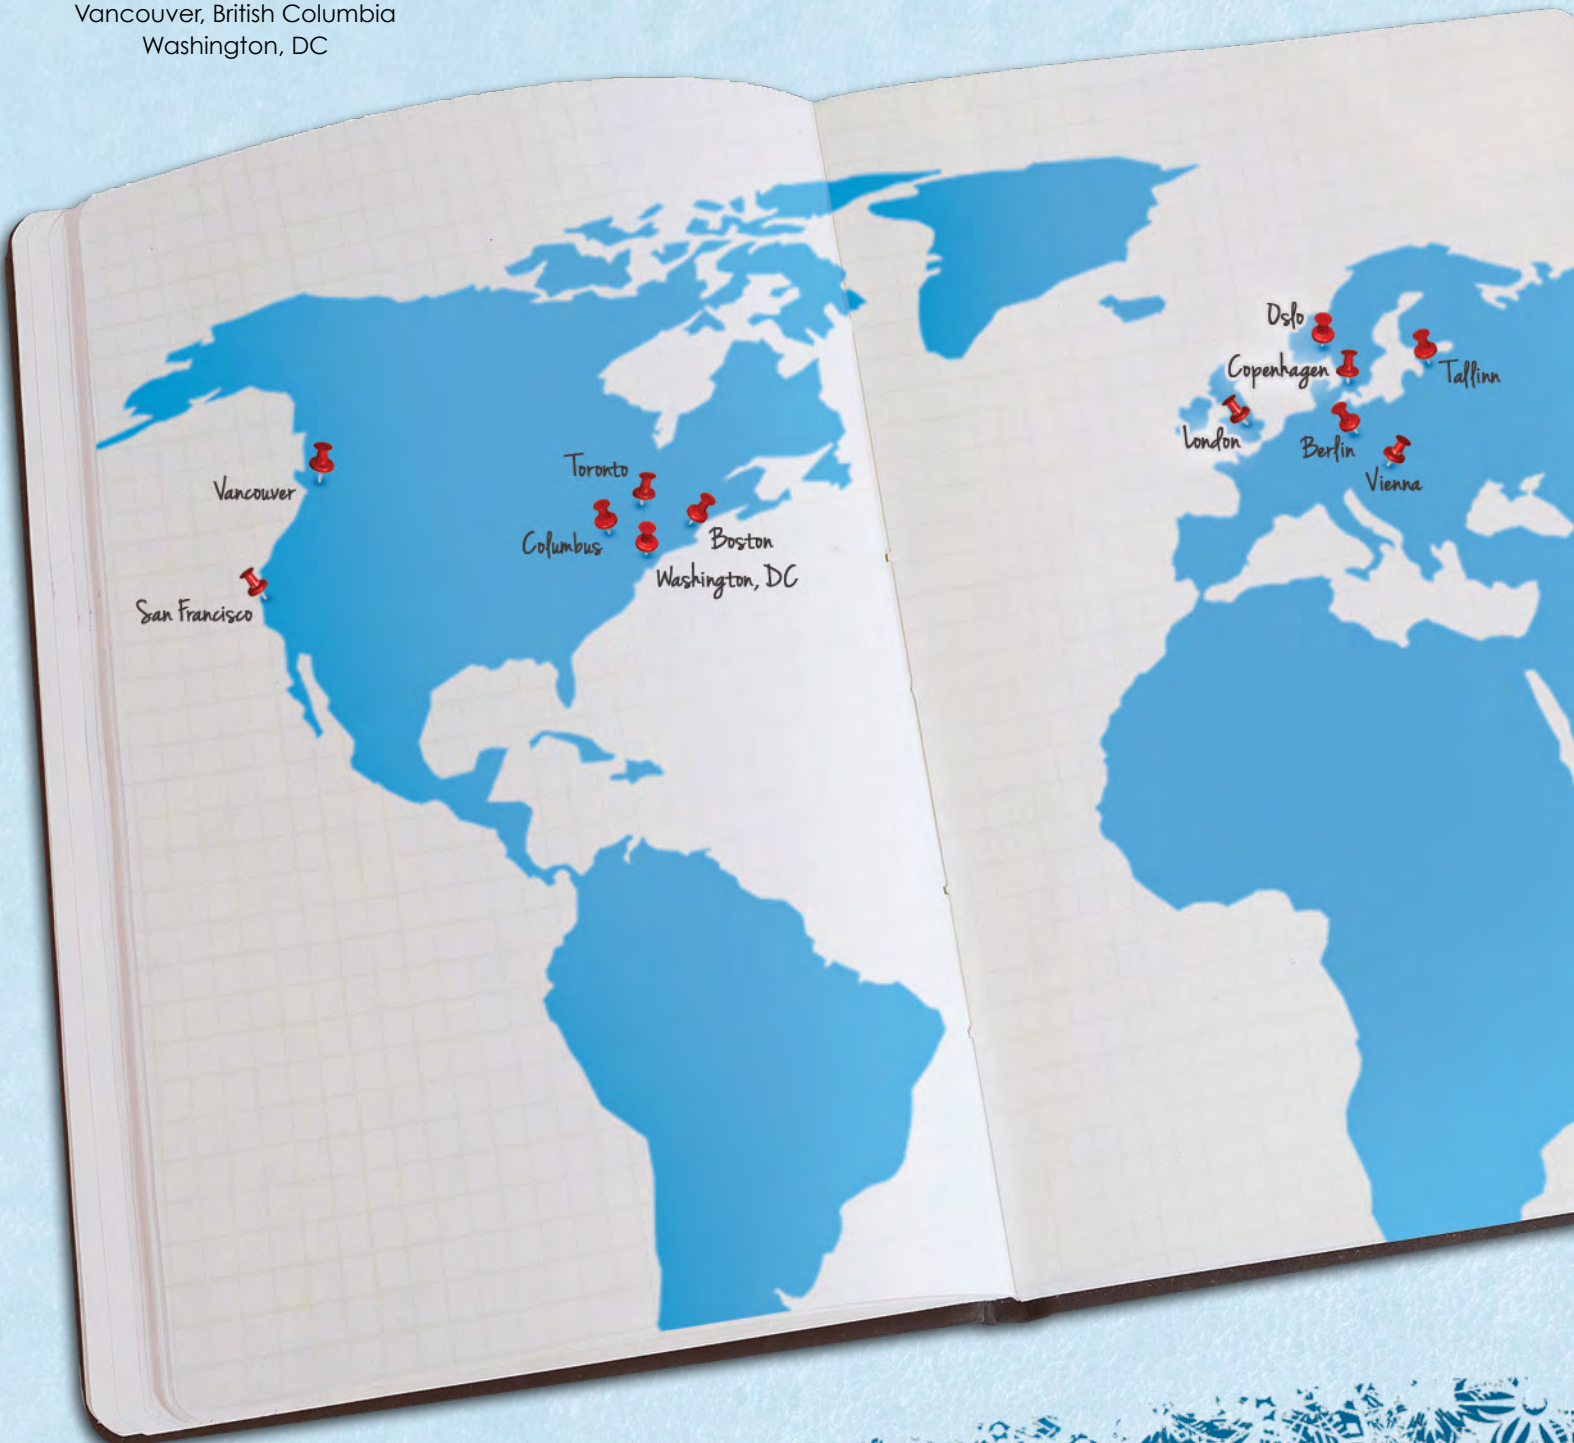 Vancouver, British Columbia
Washington, DC
Oslo
Copenhagen
Tallinn
London
Berlin
Vienna
Vancouver
Toronto
Columbus
Boston
Washington, DC
San Francisco